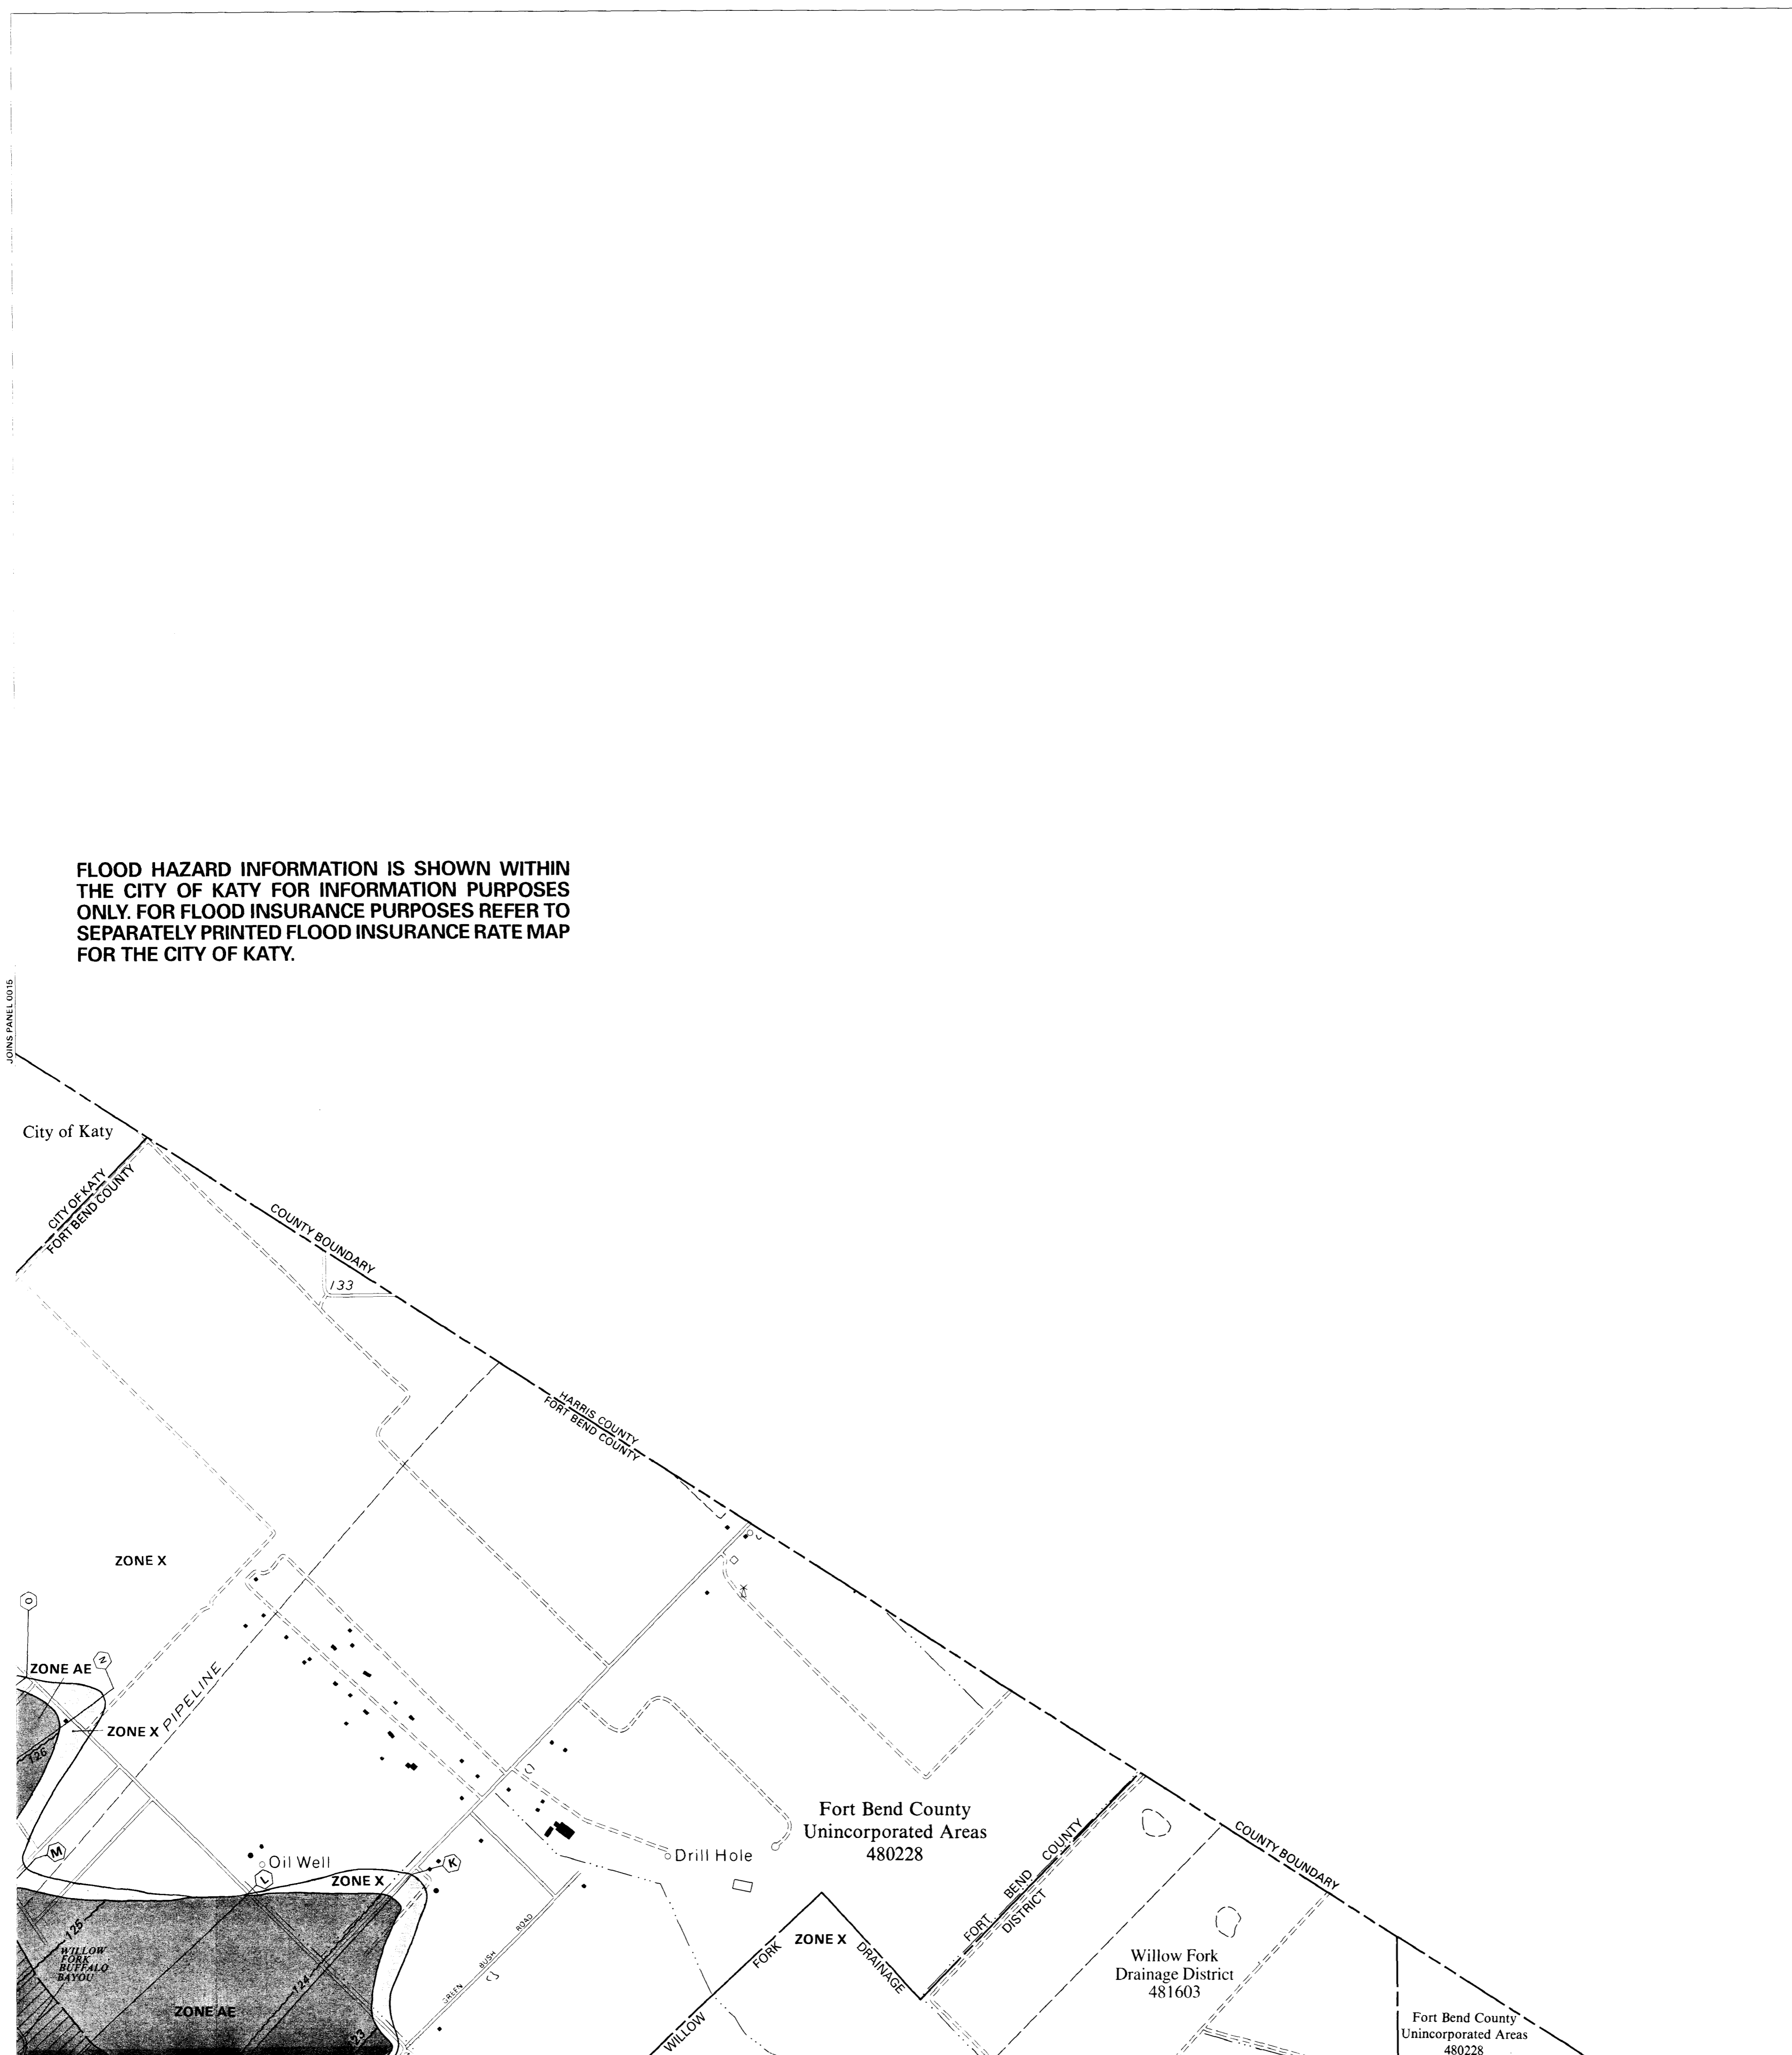 FLOOD HAZARD INFORMATION IS SHOWN WITHIN
THE CITY OF KATY FOR INFORMATION PURPOSES
ONLY. FOR FLOOD INSURANCE PURPOSES REFER TO
SEPARATELY PRINTED FLOOD INSURANCE RATE MAP
FOR THE CITY OF KATY.
JOINS PANEL 0015
City of Katy
CITY OF KATY
FORT BEND COUNTY
COUNTY BOUNDARY
133
HARRIS COUNTY
FORT BEND COUNTY
ZONE X
O
ZONE AE
N
PIPELINE
ZONE X
126
Fort Bend County
Unincorporated Areas
480228
COUNTY BOUNDARY
M
Oil Well
L
ZONE X
K
Drill Hole
FORT BEND COUNTY
DISTRICT
125
WILLOW
FORK
BUFFALO
BAYOU
124
ZONE AE
123
GREEN BUSH ROAD
ZONE X
WILLOW FORK DRAINAGE
Willow Fork
Drainage District
481603
Fort Bend County
Unincorporated Areas
480228